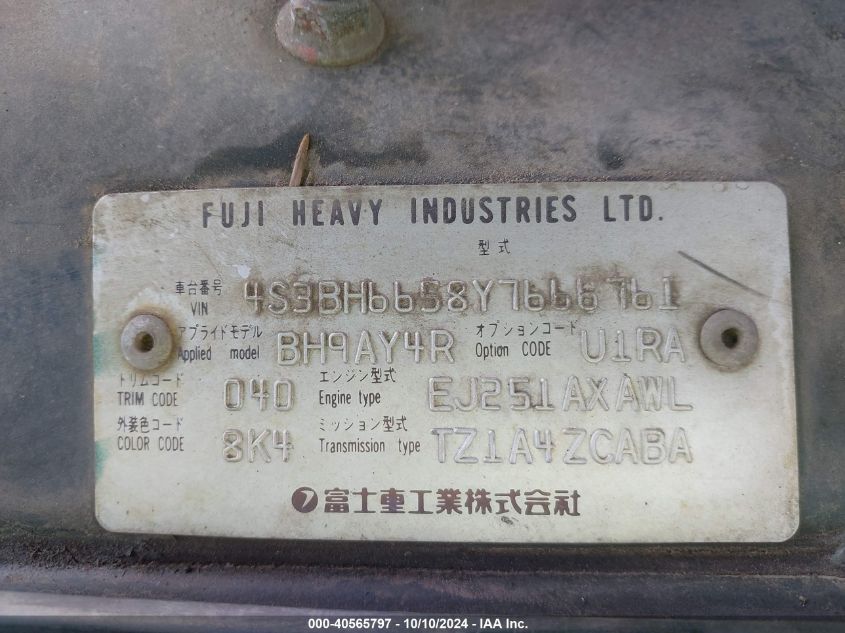 FUJI HEAVY INDUSTRIES LTD.
型式
車台番号
VIN 4S3BH6658Y7666761
アプライドモデル オプションコード
Applied model BH9AY4R Option CODE U1RA
トリムコード エンジン型式
TRIM CODE 040 Engine type EJ251AXAWL
外装色コード ミッション型式
COLOR CODE 8K4 Transmission type TZ1A4ZCABA
富士重工業株式会社
000-40565797 - 10/10/2024 - IAA Inc.